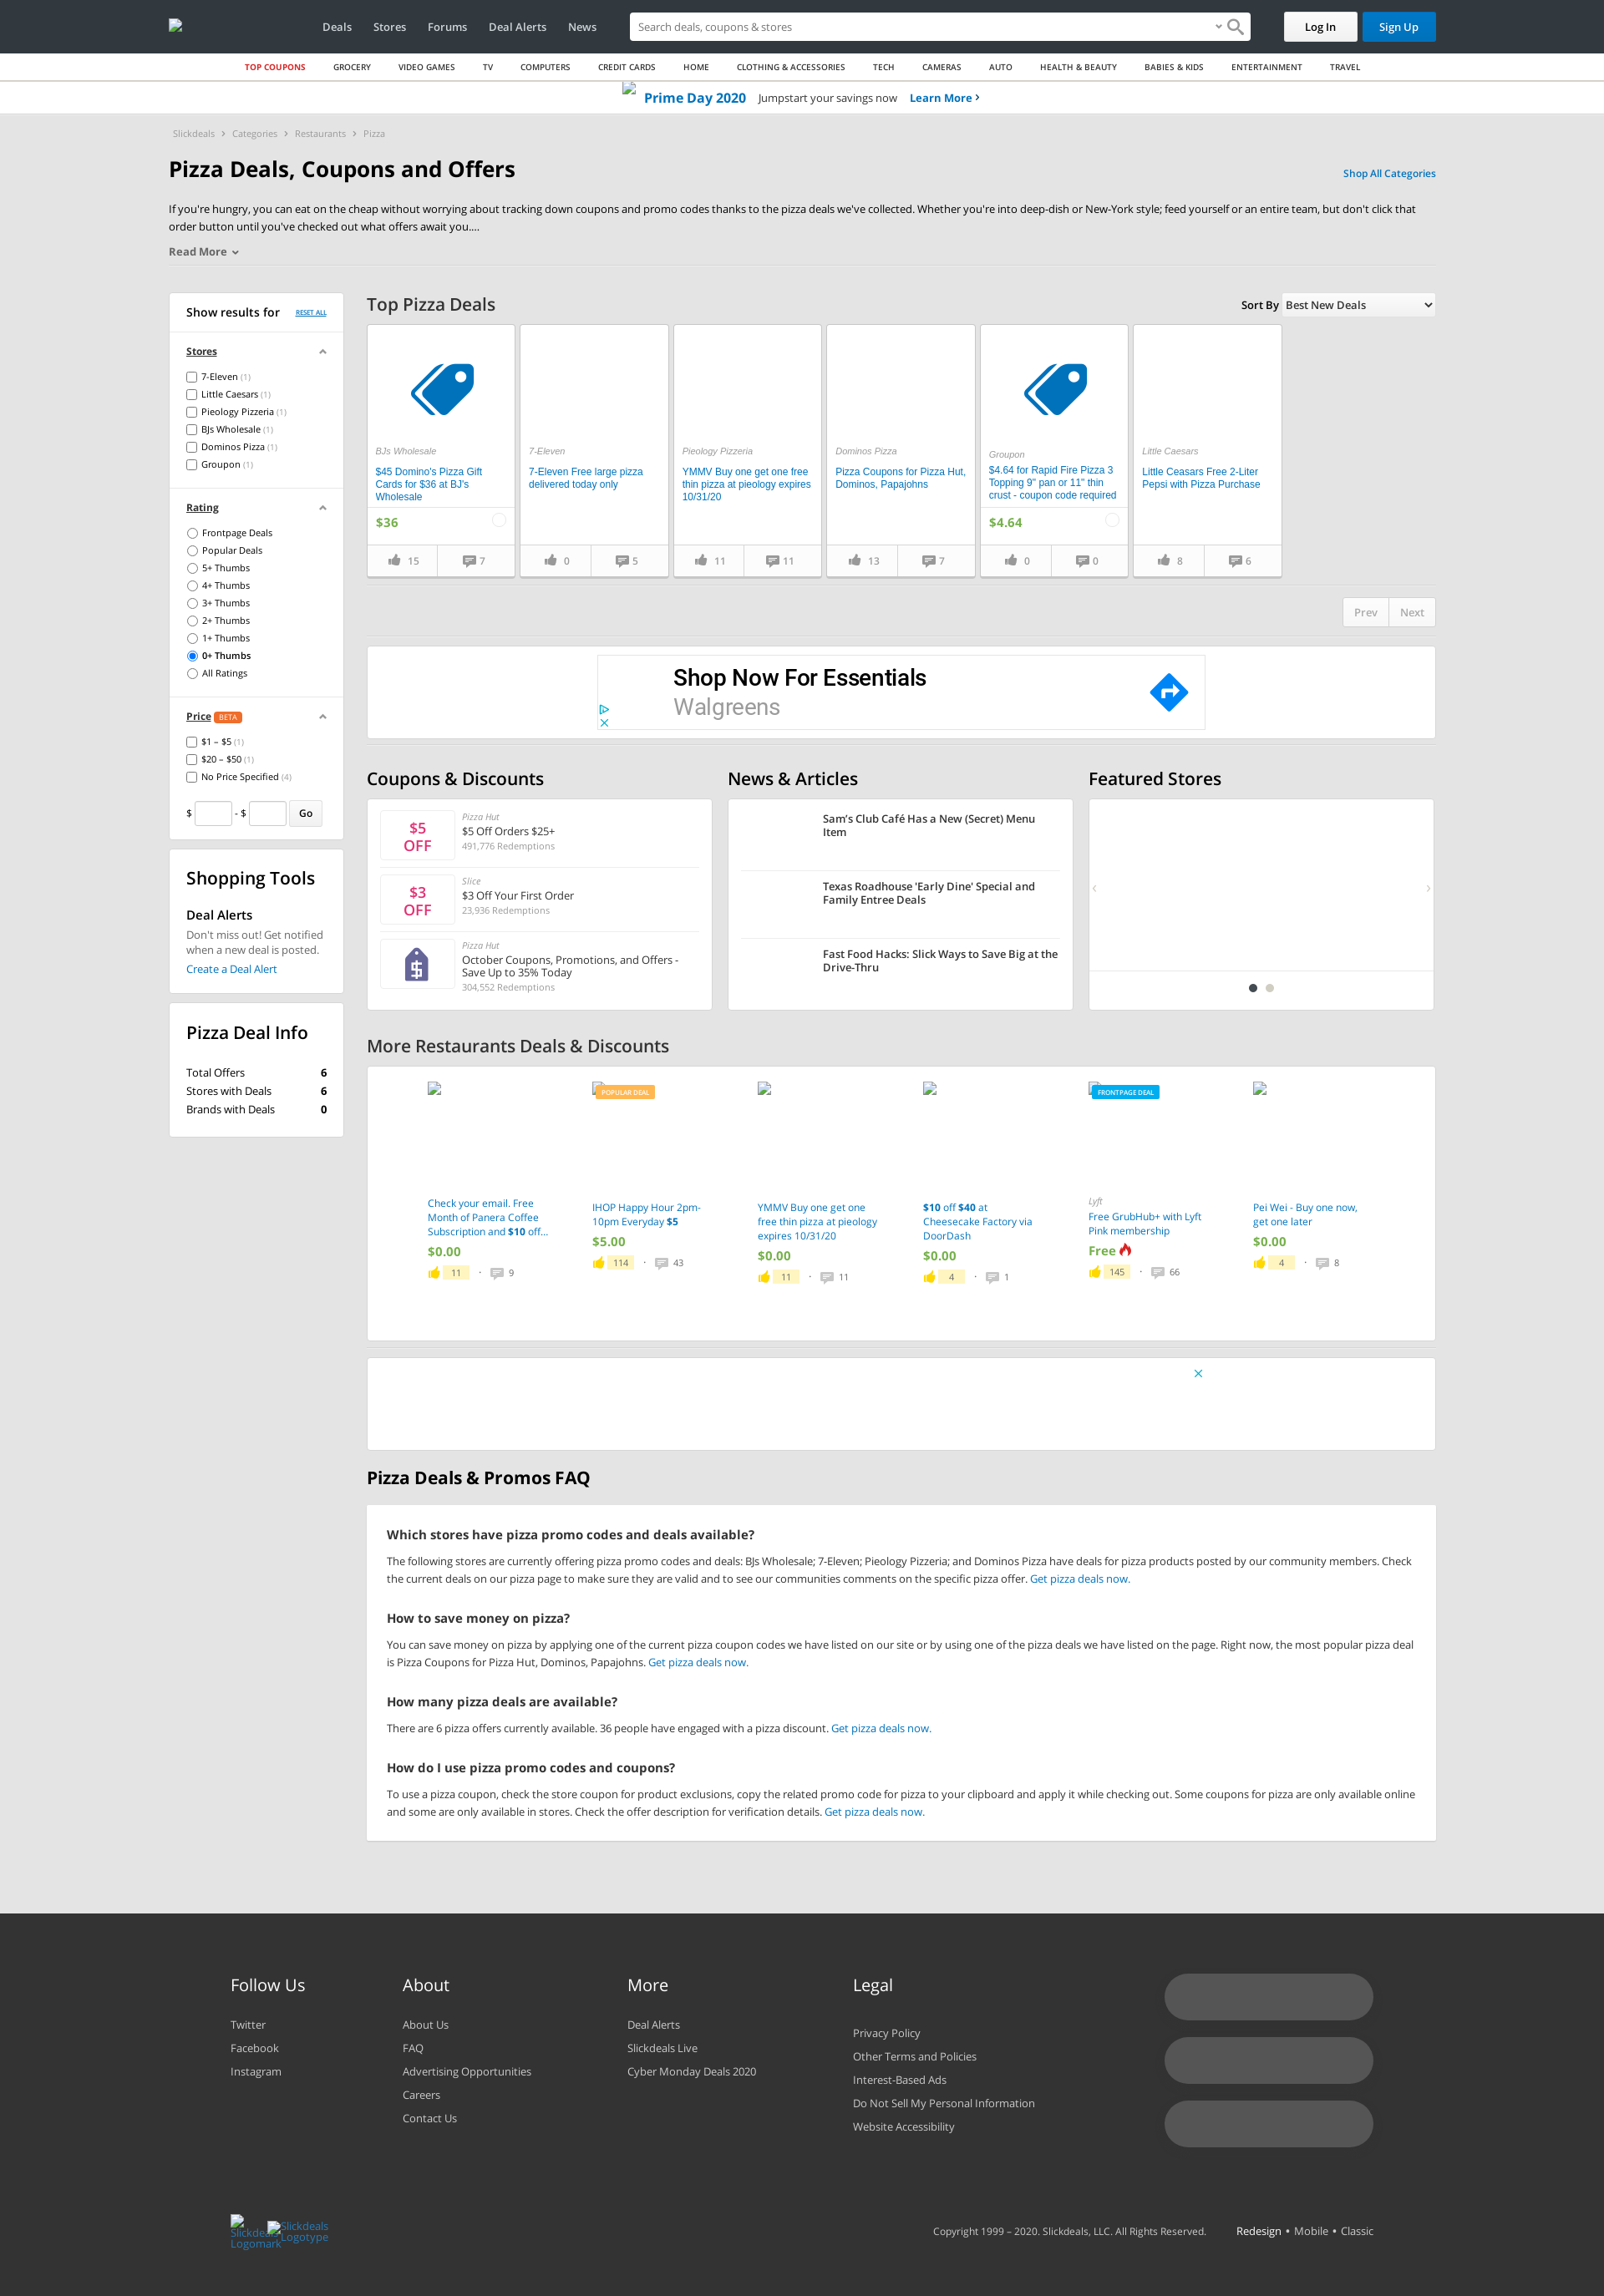 Deals Stores Forums Deal Alerts News Search deals, coupons & stores Log In Sign Up
TOP COUPONS GROCERY VIDEO GAMES TV COMPUTERS CREDIT CARDS HOME CLOTHING & ACCESSORIES TECH CAMERAS AUTO HEALTH & BEAUTY BABIES & KIDS ENTERTAINMENT TRAVEL
Prime Day 2020 Jumpstart your savings now Learn More ›
Slickdeals › Categories › Restaurants › Pizza
Pizza Deals, Coupons and Offers
Shop All Categories
If you're hungry, you can eat on the cheap without worrying about tracking down coupons and promo codes thanks to the pizza deals we've collected. Whether you're into deep-dish or New-York style; feed yourself or an entire team, but don't click that
order button until you've checked out what offers await you....
Read More
Show results for RESET ALL
Stores
7-Eleven (1)
Little Caesars (1)
Pieology Pizzeria (1)
BJs Wholesale (1)
Dominos Pizza (1)
Groupon (1)
Rating
Frontpage Deals
Popular Deals
5+ Thumbs
4+ Thumbs
3+ Thumbs
2+ Thumbs
1+ Thumbs
0+ Thumbs
All Ratings
Price BETA
$1 – $5 (1)
$20 – $50 (1)
No Price Specified (4)
$ - $ Go
Shopping Tools
Deal Alerts
Don't miss out! Get notified
when a new deal is posted.
Create a Deal Alert
Pizza Deal Info
Total Offers 6
Stores with Deals 6
Brands with Deals 0
Top Pizza Deals
Sort By Best New Deals
BJs Wholesale
$45 Domino's Pizza Gift
Cards for $36 at BJ's
Wholesale
$36
15 7
7-Eleven
7-Eleven Free large pizza
delivered today only
0 5
Pieology Pizzeria
YMMV Buy one get one free
thin pizza at pieology expires
10/31/20
11 11
Dominos Pizza
Pizza Coupons for Pizza Hut,
Dominos, Papajohns
13 7
Groupon
$4.64 for Rapid Fire Pizza 3
Topping 9" pan or 11" thin
crust - coupon code required
$4.64
0 0
Little Caesars
Little Ceasars Free 2-Liter
Pepsi with Pizza Purchase
8 6
Prev Next
Shop Now For Essentials
Walgreens
Coupons & Discounts
$5
OFF
Pizza Hut
$5 Off Orders $25+
491,776 Redemptions
$3
OFF
Slice
$3 Off Your First Order
23,936 Redemptions
Pizza Hut
October Coupons, Promotions, and Offers -
Save Up to 35% Today
304,552 Redemptions
News & Articles
Sam’s Club Café Has a New (Secret) Menu
Item
Texas Roadhouse 'Early Dine' Special and
Family Entree Deals
Fast Food Hacks: Slick Ways to Save Big at the
Drive-Thru
Featured Stores
‹ ›
More Restaurants Deals & Discounts
Check your email. Free
Month of Panera Coffee
Subscription and $10 off...
$0.00
11 · 9
POPULAR DEAL
IHOP Happy Hour 2pm-
10pm Everyday $5
$5.00
114 · 43
YMMV Buy one get one
free thin pizza at pieology
expires 10/31/20
$0.00
11 · 11
$10 off $40 at
Cheesecake Factory via
DoorDash
$0.00
4 · 1
FRONTPAGE DEAL
Lyft
Free GrubHub+ with Lyft
Pink membership
Free
145 · 66
Pei Wei - Buy one now,
get one later
$0.00
4 · 8
Pizza Deals & Promos FAQ
Which stores have pizza promo codes and deals available?
The following stores are currently offering pizza promo codes and deals: BJs Wholesale; 7-Eleven; Pieology Pizzeria; and Dominos Pizza have deals for pizza products posted by our community members. Check
the current deals on our pizza page to make sure they are valid and to see our communities comments on the specific pizza offer. Get pizza deals now.
How to save money on pizza?
You can save money on pizza by applying one of the current pizza coupon codes we have listed on our site or by using one of the pizza deals we have listed on the page. Right now, the most popular pizza deal
is Pizza Coupons for Pizza Hut, Dominos, Papajohns. Get pizza deals now.
How many pizza deals are available?
There are 6 pizza offers currently available. 36 people have engaged with a pizza discount. Get pizza deals now.
How do I use pizza promo codes and coupons?
To use a pizza coupon, check the store coupon for product exclusions, copy the related promo code for pizza to your clipboard and apply it while checking out. Some coupons for pizza are only available online
and some are only available in stores. Check the offer description for verification details. Get pizza deals now.
Follow Us
Twitter
Facebook
Instagram
About
About Us
FAQ
Advertising Opportunities
Careers
Contact Us
More
Deal Alerts
Slickdeals Live
Cyber Monday Deals 2020
Legal
Privacy Policy
Other Terms and Policies
Interest-Based Ads
Do Not Sell My Personal Information
Website Accessibility
Slickdeals
Logomark
Slickdeals
Logotype
Copyright 1999 – 2020. Slickdeals, LLC. All Rights Reserved. Redesign • Mobile • Classic